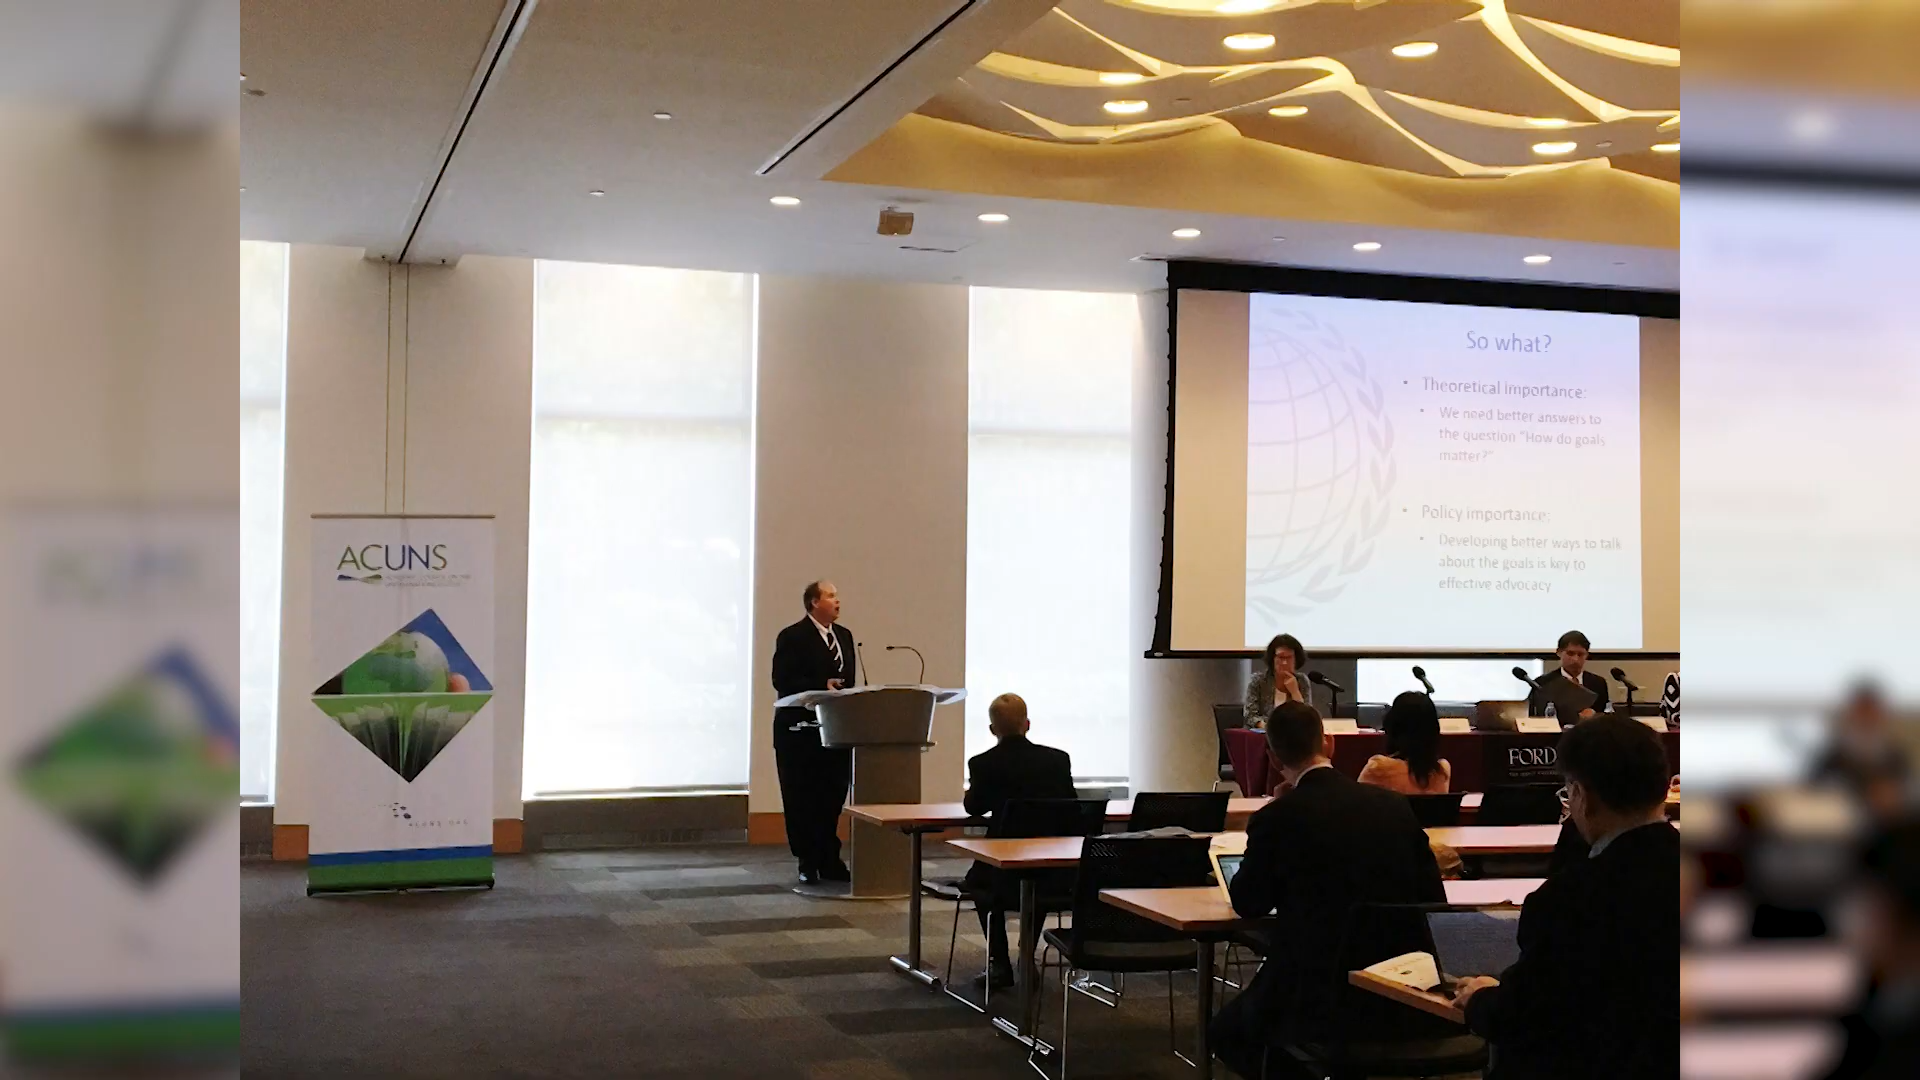 ACUNS
So what?
• Theoretical importance:
• We need better answers to
the question "How do goals
matter?"
• Policy importance:
• Developing better ways to talk
about the goals is key to
effective advocacy
FORD